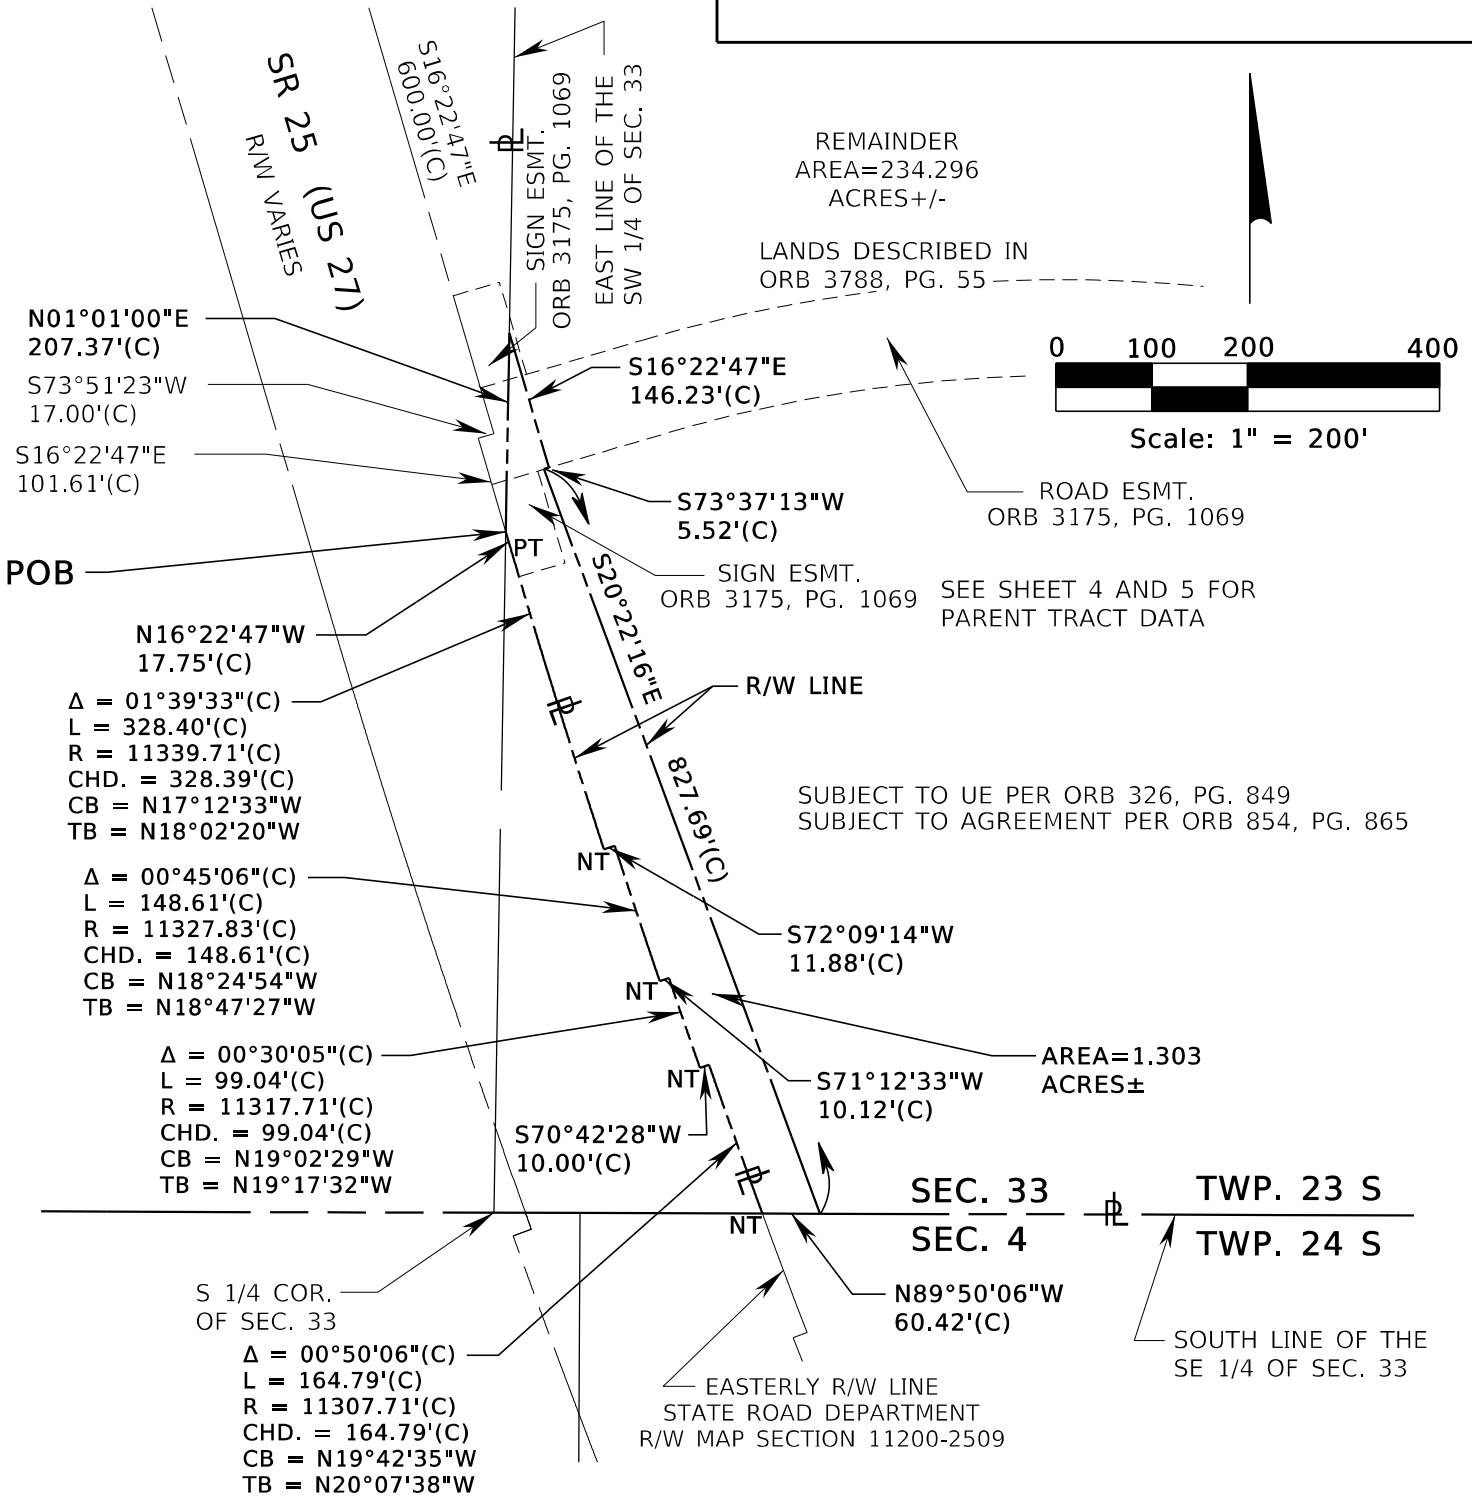 SR 25 (US 27)
R/W VARIES
S16°22'47"E
600.00'(C)
SIGN ESMT.
ORB 3175, PG. 1069
EAST LINE OF THE
SW 1/4 OF SEC. 33
PL
REMAINDER
AREA=234.296
ACRES+/-
LANDS DESCRIBED IN
ORB 3788, PG. 55
0 100 200 400
Scale: 1" = 200'
N01°01'00"E
207.37'(C)
S73°51'23"W
17.00'(C)
S16°22'47"E
101.61'(C)
POB
S16°22'47"E
146.23'(C)
S73°37'13"W
5.52'(C)
ROAD ESMT.
ORB 3175, PG. 1069
PT
SIGN ESMT.
ORB 3175, PG. 1069
SEE SHEET 4 AND 5 FOR
PARENT TRACT DATA
S20°22'16"E
827.69'(C)
N16°22'47"W
17.75'(C)
R/W LINE
PL
Δ = 01°39'33"(C)
L = 328.40'(C)
R = 11339.71'(C)
CHD. = 328.39'(C)
CB = N17°12'33"W
TB = N18°02'20"W
SUBJECT TO UE PER ORB 326, PG. 849
SUBJECT TO AGREEMENT PER ORB 854, PG. 865
NT
Δ = 00°45'06"(C)
L = 148.61'(C)
R = 11327.83'(C)
CHD. = 148.61'(C)
CB = N18°24'54"W
TB = N18°47'27"W
S72°09'14"W
11.88'(C)
NT
Δ = 00°30'05"(C)
L = 99.04'(C)
R = 11317.71'(C)
CHD. = 99.04'(C)
CB = N19°02'29"W
TB = N19°17'32"W
AREA=1.303
ACRES±
S71°12'33"W
10.12'(C)
NT
S70°42'28"W
10.00'(C)
PL
NT
SEC. 33
SEC. 4
PL
TWP. 23 S
TWP. 24 S
S 1/4 COR.
OF SEC. 33
N89°50'06"W
60.42'(C)
SOUTH LINE OF THE
SE 1/4 OF SEC. 33
Δ = 00°50'06"(C)
L = 164.79'(C)
R = 11307.71'(C)
CHD. = 164.79'(C)
CB = N19°42'35"W
TB = N20°07'38"W
EASTERLY R/W LINE
STATE ROAD DEPARTMENT
R/W MAP SECTION 11200-2509